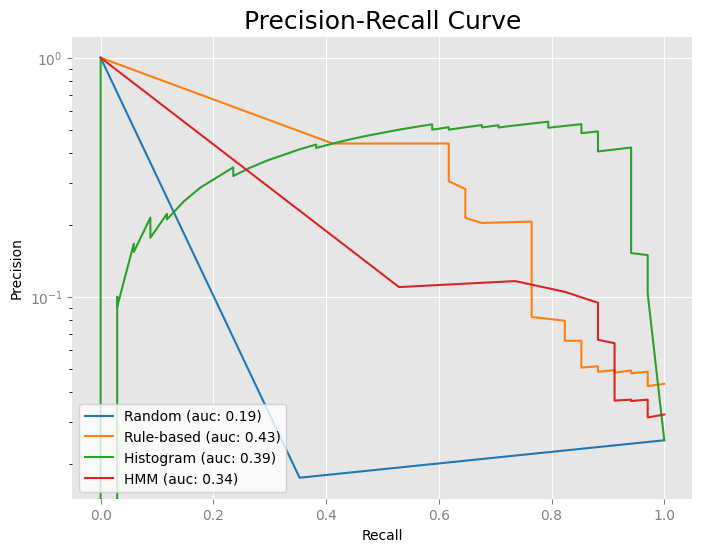 Precision-Recall Curve
10⁰
10⁻¹
Precision
Random (auc: 0.19)
Rule-based (auc: 0.43)
Histogram (auc: 0.39)
HMM (auc: 0.34)
0.0 0.2 0.4 0.6 0.8 1.0
Recall